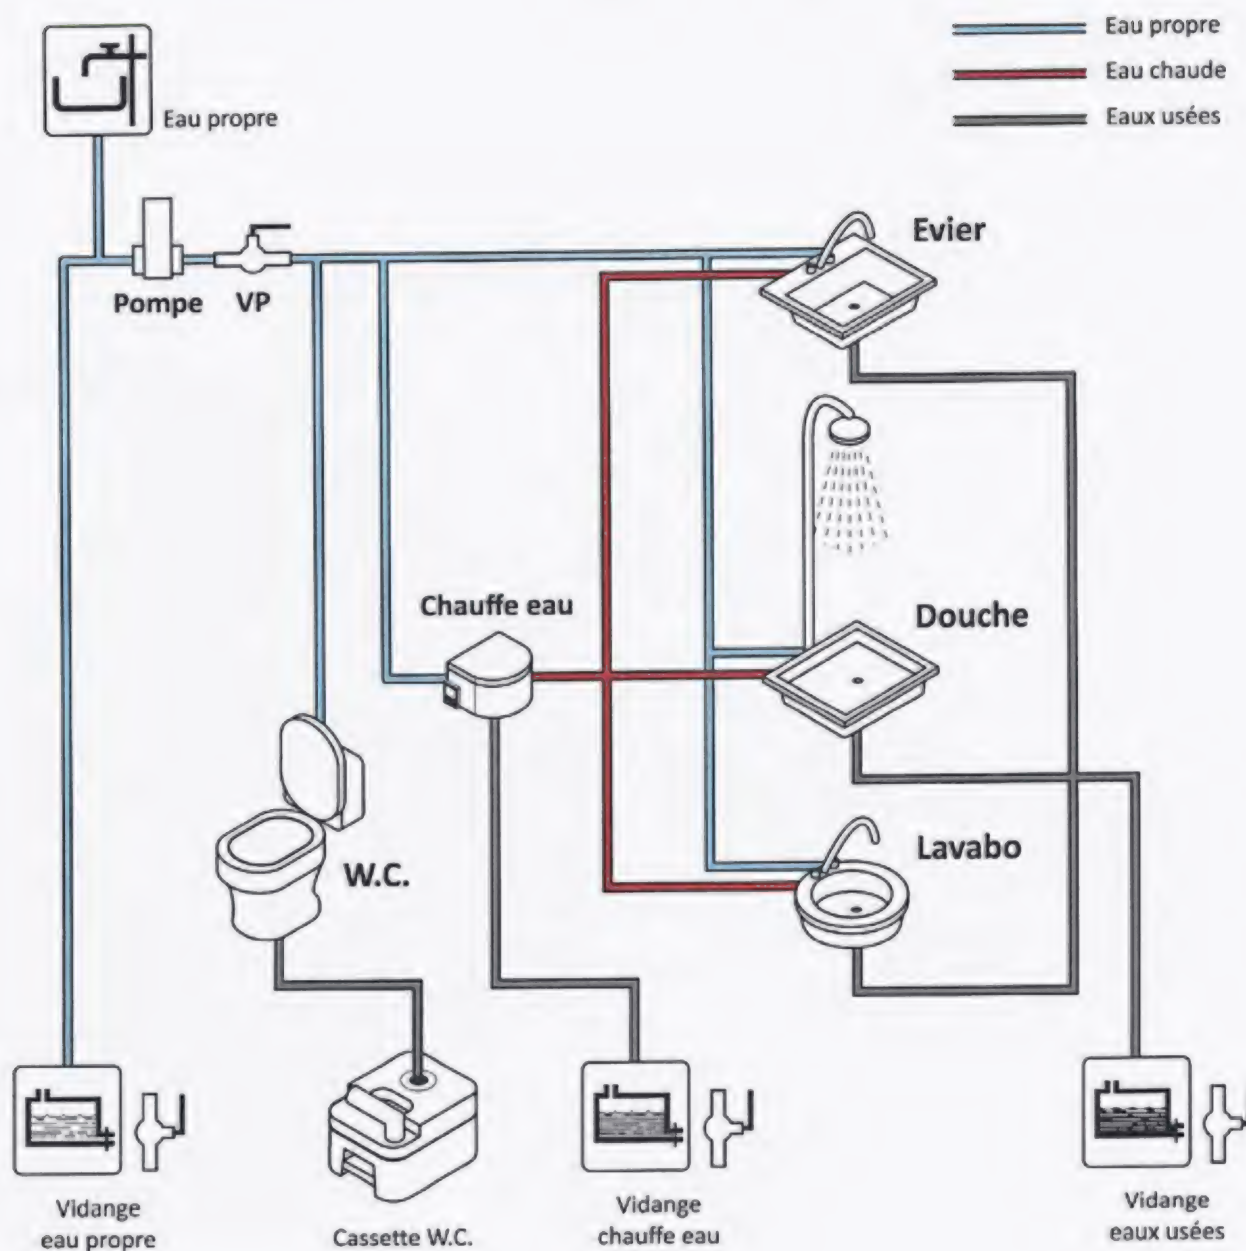 Eau propre
Eau chaude
Eaux usées
Eau propre
Evier
Pompe
VP
Chauffe eau
Douche
W.C.
Lavabo
Vidange
eau propre
Cassette W.C.
Vidange
chauffe eau
Vidange
eaux usées